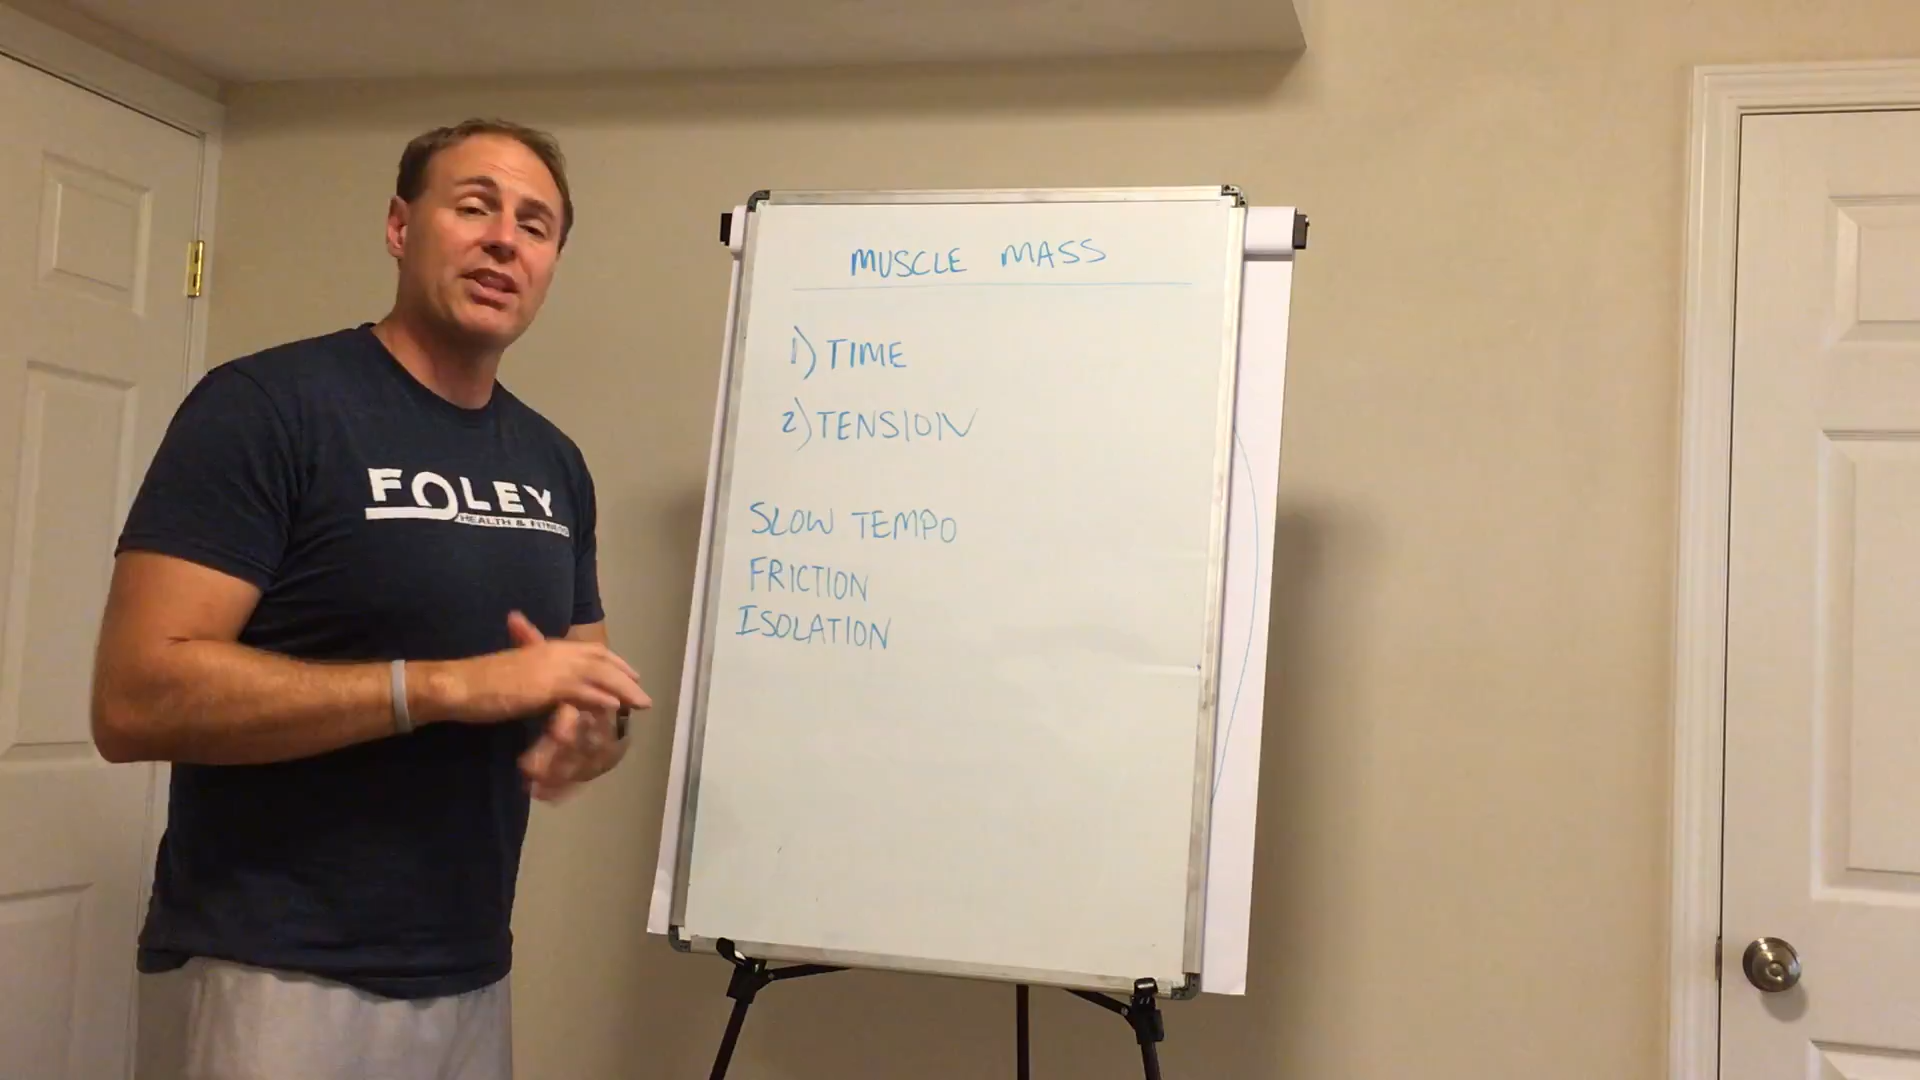 FOLEY
HEALTH & FITNESS
MUSCLE MASS
1) TIME
2) TENSION
SLOW TEMPO
FRICTION
ISOLATION